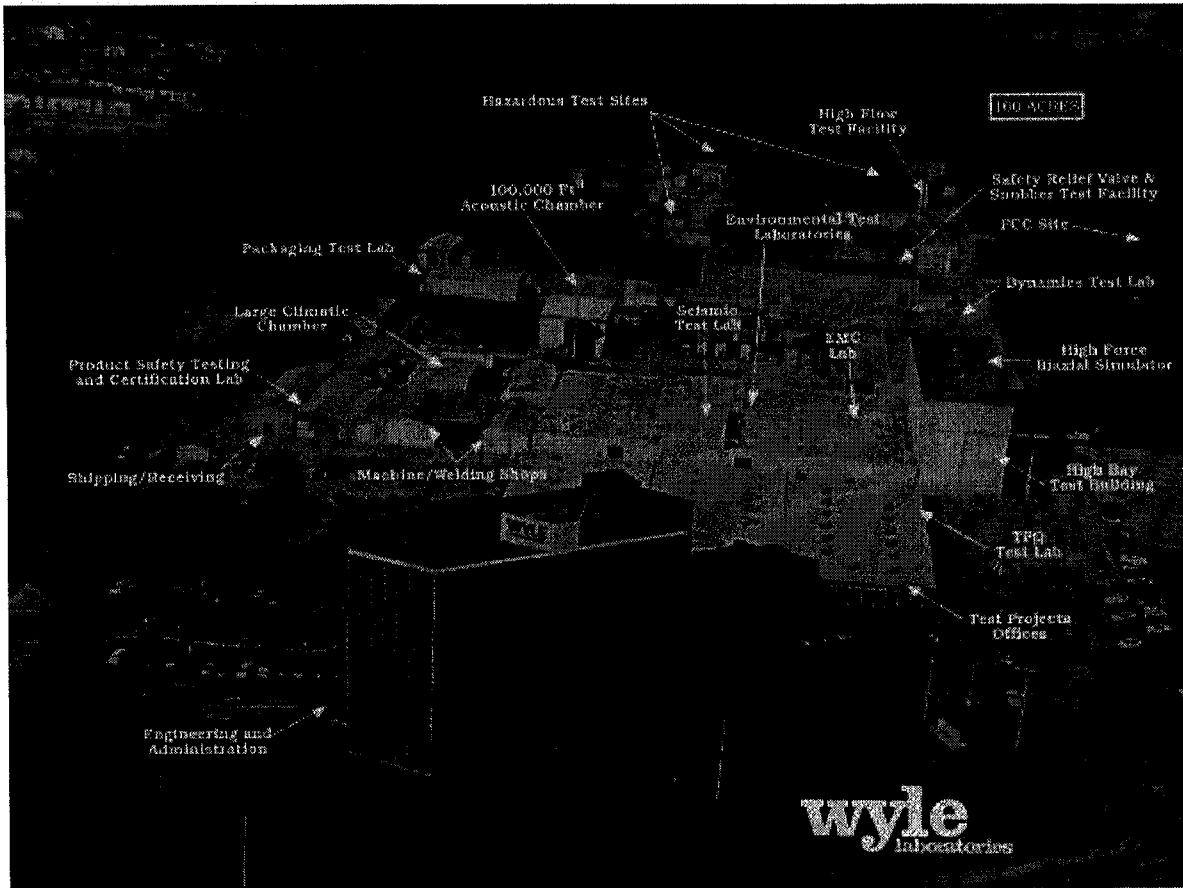 Hazardous Test Sites
High Flow
Test Facility
160 ACRES
100,000 Ft³
Acoustic Chamber
Safety Relief Valve &
Snubber Test Facility
Environmental Test
Laboratories
FCC Site
Packaging Test Lab
Dynamics Test Lab
Large Climatic
Chamber
Seismic
Test Lab
EMC
Lab
High Force
Biaxial Simulator
Product Safety Testing
and Certification Lab
Shipping/Receiving
Machine/Welding Shops
High Bay
Test Building
Test Lab
Test Projects
Offices
Engineering and
Administration
wyle
laboratories